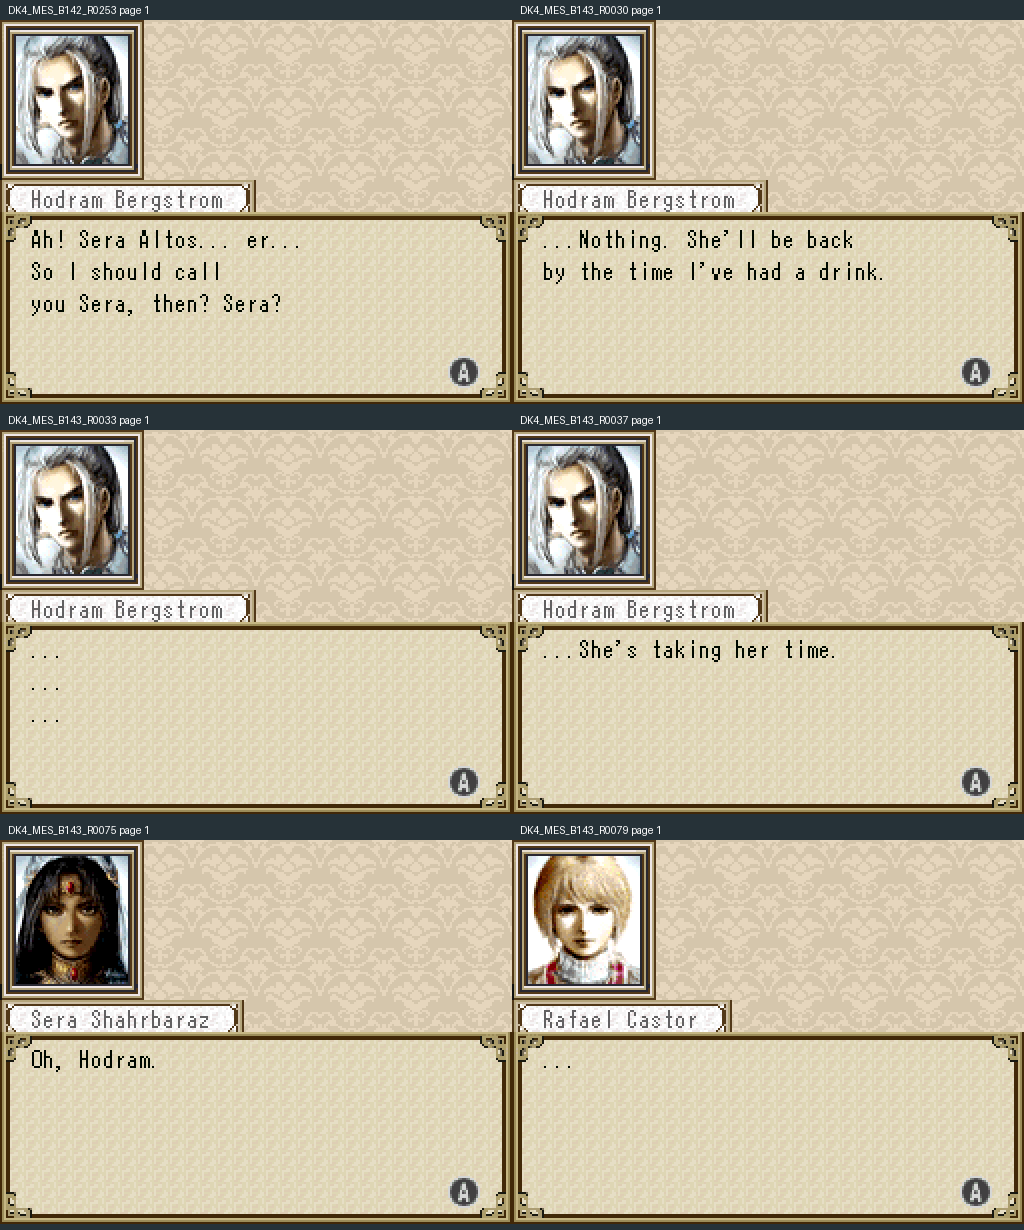 DK4_MES_B142_R0253 page 1
Hodram Bergstrom
Ah! Sera Altos... er...
So I should call
you Sera, then? Sera?
A
DK4_MES_B143_R0030 page 1
Hodram Bergstrom
...Nothing. She'll be back
by the time I've had a drink.
A
DK4_MES_B143_R0033 page 1
Hodram Bergstrom
...
...
...
A
DK4_MES_B143_R0037 page 1
Hodram Bergstrom
...She's taking her time.
A
DK4_MES_B143_R0075 page 1
Sera Shahrbaraz
Oh, Hodram.
A
DK4_MES_B143_R0079 page 1
Rafael Castor
...
A